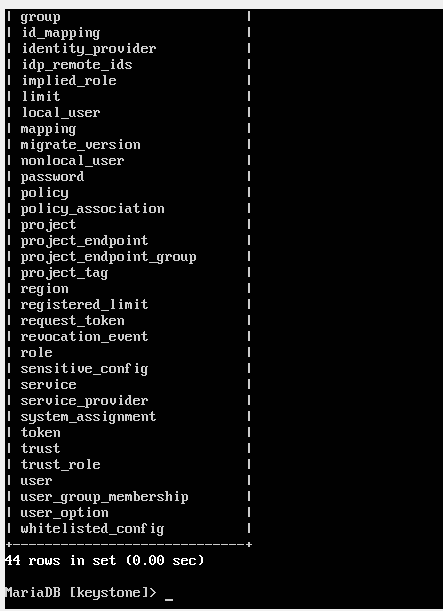 | group                       |
| id_mapping                  |
| identity_provider           |
| idp_remote_ids              |
| implied_role                |
| limit                       |
| local_user                  |
| mapping                     |
| migrate_version             |
| nonlocal_user               |
| password                    |
| policy                      |
| policy_association          |
| project                     |
| project_endpoint            |
| project_endpoint_group      |
| project_tag                 |
| region                      |
| registered_limit            |
| request_token               |
| revocation_event            |
| role                        |
| sensitive_config            |
| service                     |
| service_provider            |
| system_assignment           |
| token                       |
| trust                       |
| trust_role                  |
| user                        |
| user_group_membership       |
| user_option                 |
| whitelisted_config          |
+-----------------------------+
44 rows in set (0.00 sec)
MariaDB [keystone]> _